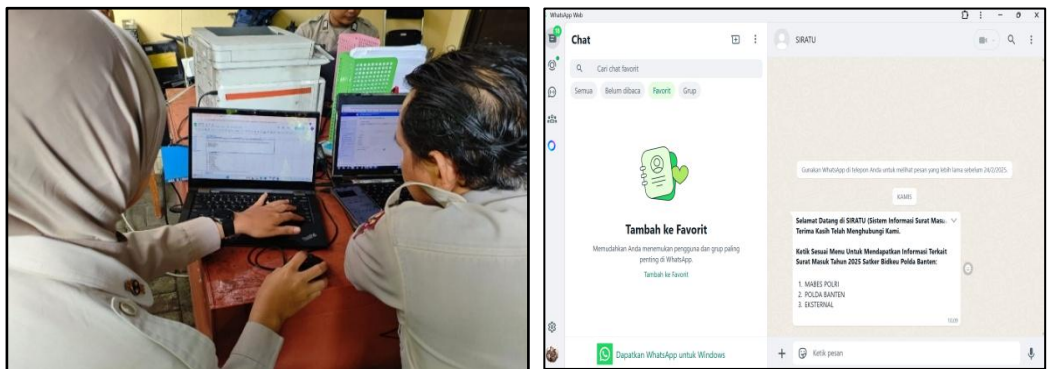 WhatsApp Web
Chat
Cari chat favorit
Semua Belum dibaca Favorit Grup
Tambah ke Favorit
Memudahkan Anda menemukan pengguna dan grup paling
penting di WhatsApp
Tambah ke Favorit
Dapatkan WhatsApp untuk Windows
SIRATU
Gunakan WhatsApp di telepon Anda untuk melihat pesan yang lebih lama sebelum 24/2/2025.
KAMIS
Selamat Datang di SIRATU (Sistem Informasi Surat Masu..
Terima Kasih Telah Menghubungi Kami.
Ketik Sesuai Menu Untuk Mendapatkan Informasi Terkait
Surat Masuk Tahun 2025 Satker Bidkeu Polda Banten:
1. MABES POLRI
2. POLDA BANTEN
3. EKSTERNAL
Ketik pesan